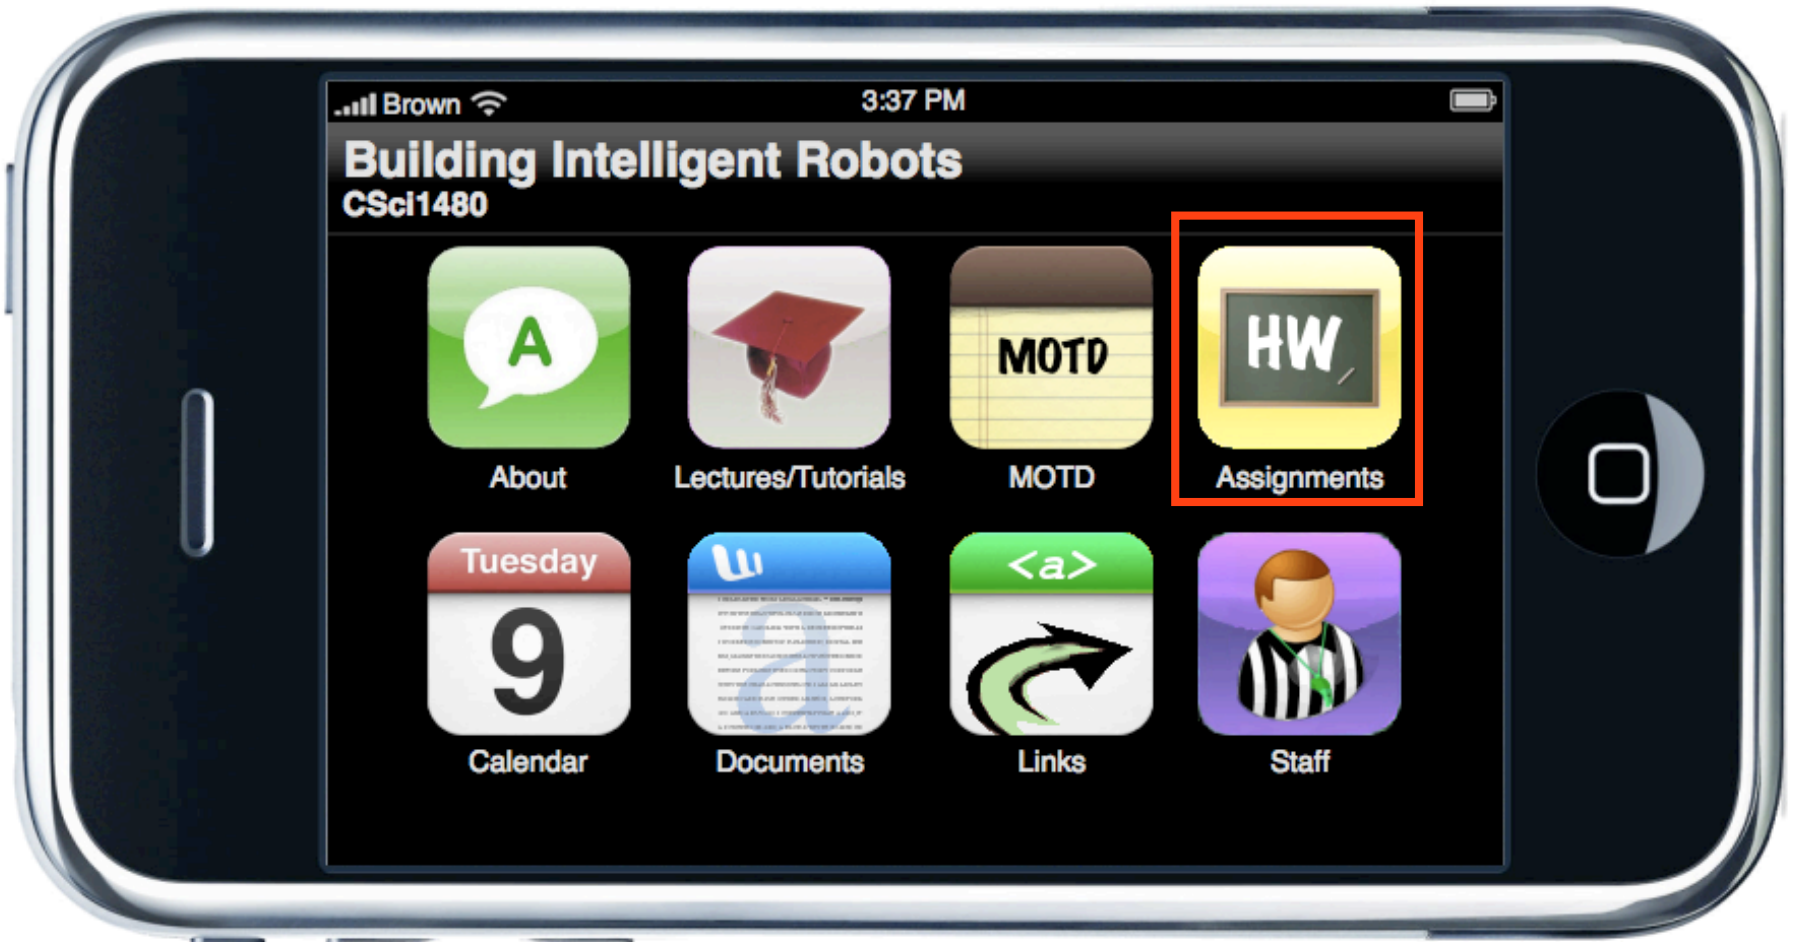 Brown 3:37 PM
Building Intelligent Robots
CSci1480
A
MOTD
HW
About Lectures/Tutorials MOTD Assignments
Tuesday
W
<a>
9
a
Calendar Documents Links Staff